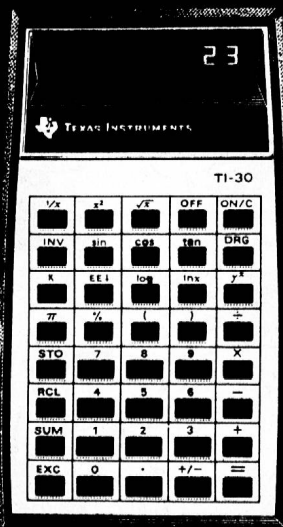 23
TEXAS INSTRUMENTS
TI-30
1/x x² √x OFF ON/C
INV sin cos tan DRG
K EE↓ log lnx yˣ
π % ( ) ÷
STO 7 8 9 ×
RCL 4 5 6 −
SUM 1 2 3 +
EXC 0 · +/− =